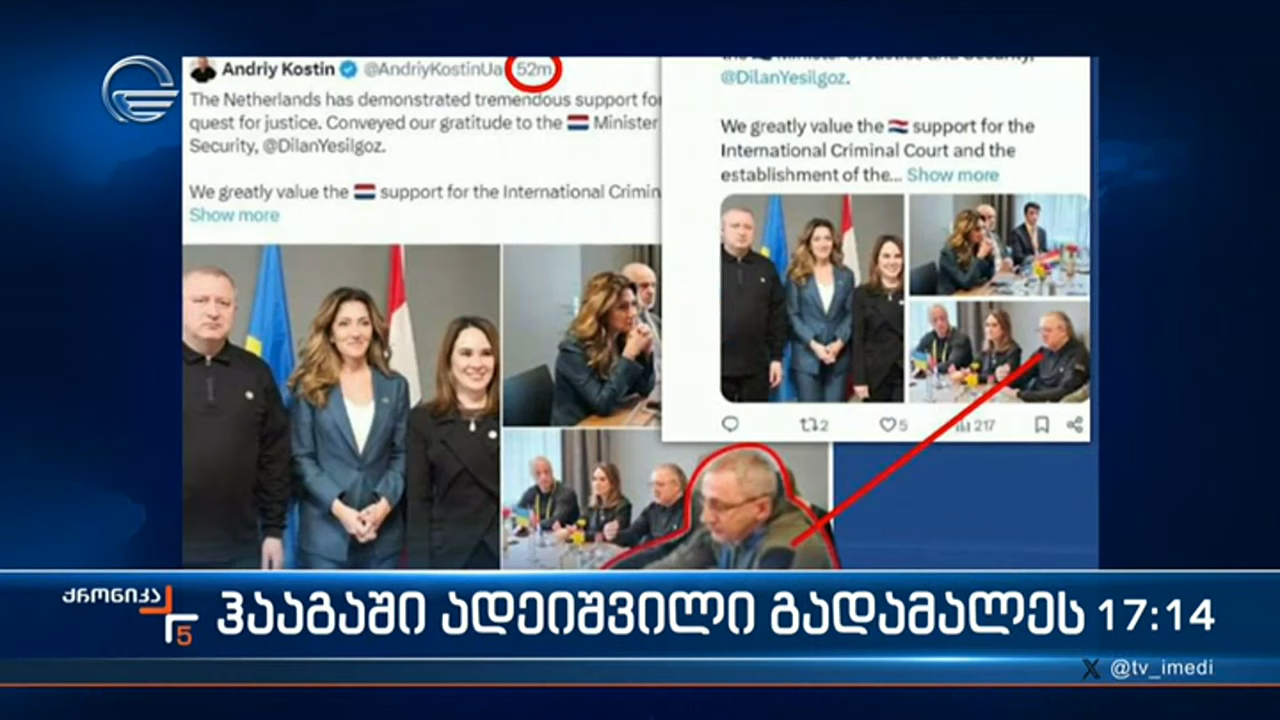 Andriy Kostin @AndriyKostinUa 52m
The Netherlands has demonstrated tremendous support for
quest for justice. Conveyed our gratitude to the Minister
Security, @DilanYesilgoz.
We greatly value the support for the International Crimin
Show more
@DilanYesilgoz.
We greatly value the support for the
International Criminal Court and the
establishment of the... Show more
2 5 217
ქრონიკა 5
ჰააგაში ადეიშვილი გადამალეს 17:14
X @tv_imedi